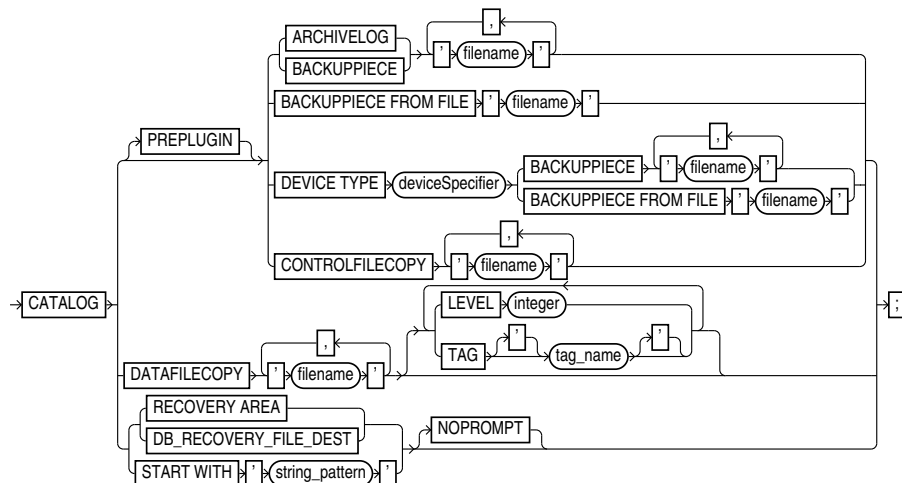 ,
ARCHIVELOG
BACKUPPIECE
' filename '
BACKUPPIECE FROM FILE ' filename '
PREPLUGIN
,
BACKUPPIECE ' filename '
DEVICE TYPE deviceSpecifier
BACKUPPIECE FROM FILE ' filename '
,
CONTROLFILECOPY ' filename '
CATALOG ;
LEVEL integer
,
TAG ' tag_name '
DATAFILECOPY ' filename '
RECOVERY AREA
DB_RECOVERY_FILE_DEST
NOPROMPT
START WITH ' string_pattern '